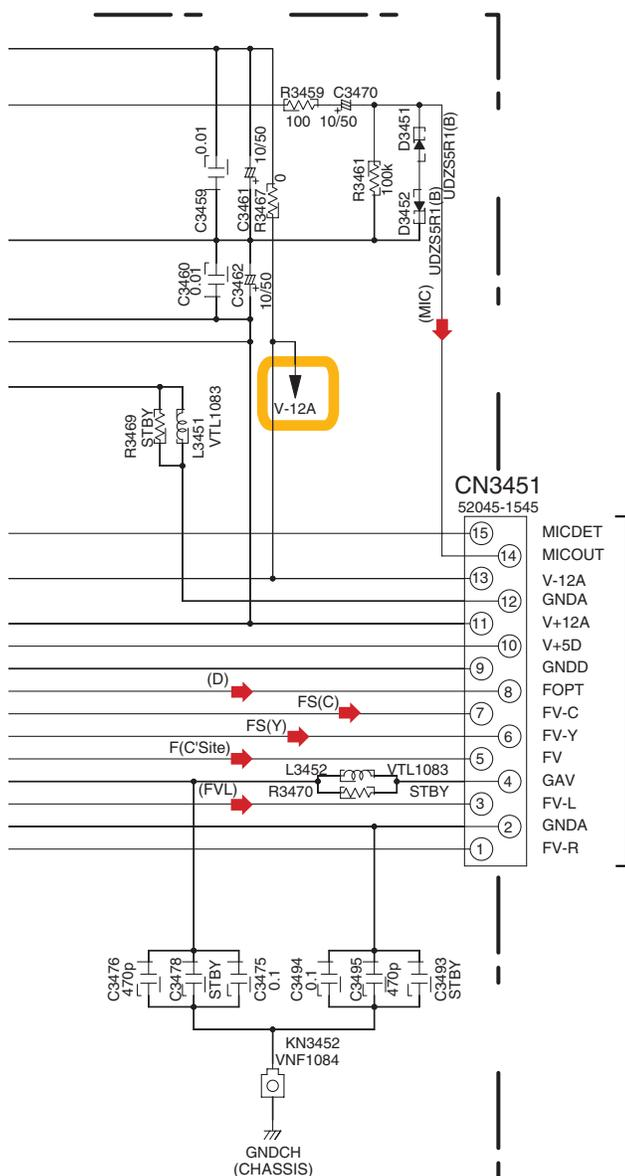 R3459 C3470
100 10/50
0.01
C3459
10/50
C3461
R3467
0
R3461
100k
D3451
UDZS5R1(B)
D3452
UDZS5R1(B)
C3460
0.01
C3462
10/50
(MIC)
V-12A
R3469
STBY
L3451
VTL1083
CN3451
52045-1545
15 MICDET
14 MICOUT
13 V-12A
12 GNDA
11 V+12A
10 V+5D
9 GNDD
(D) 8 FOPT
FS(C) 7 FV-C
FS(Y) 6 FV-Y
F(C'Site) 5 FV
L3452 VTL1083
4 GAV
R3470 STBY
(FVL) 3 FV-L
2 GNDA
1 FV-R
C3476
470p
C3478
STBY
C3475
0.1
C3494
0.1
C3495
470p
C3493
STBY
KN3452
VNF1084
GNDCH
(CHASSIS)